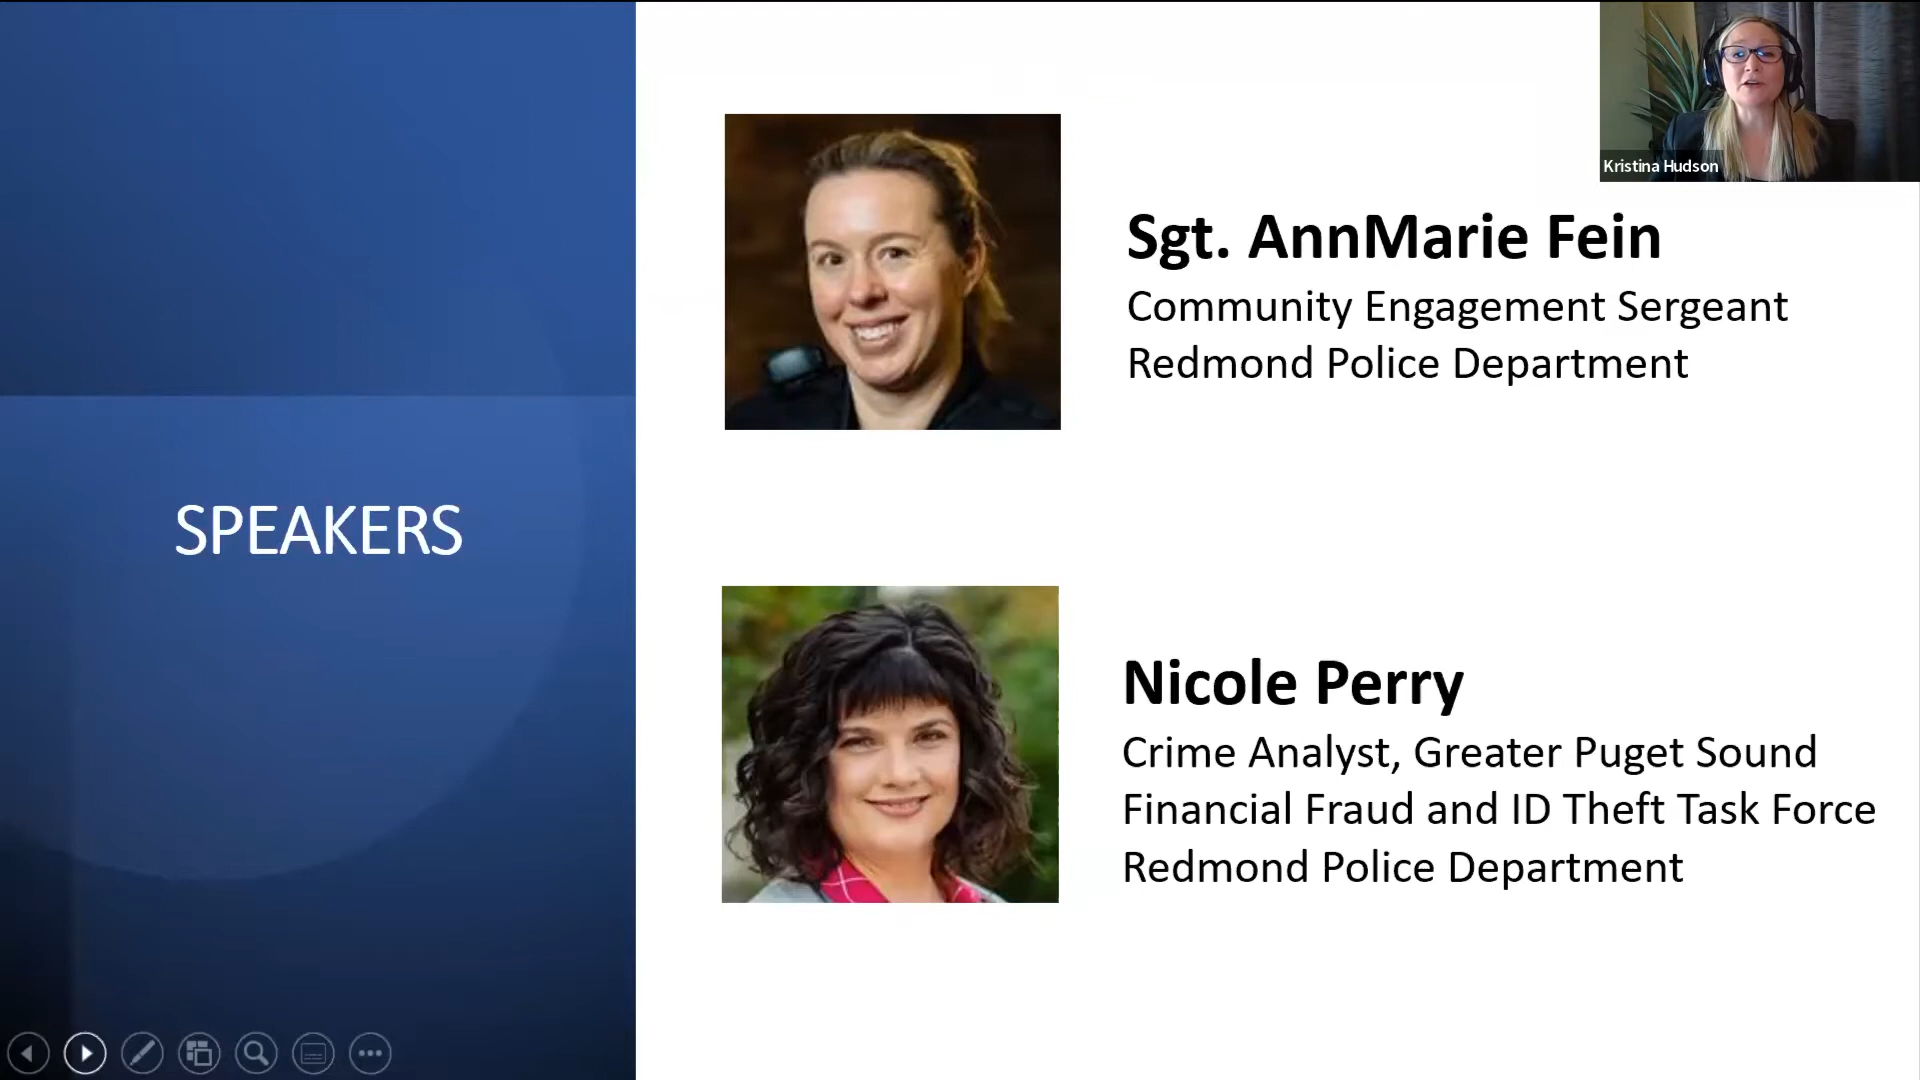 Kristina Hudson
Sgt. AnnMarie Fein
Community Engagement Sergeant
Redmond Police Department
SPEAKERS
Nicole Perry
Crime Analyst, Greater Puget Sound
Financial Fraud and ID Theft Task Force
Redmond Police Department